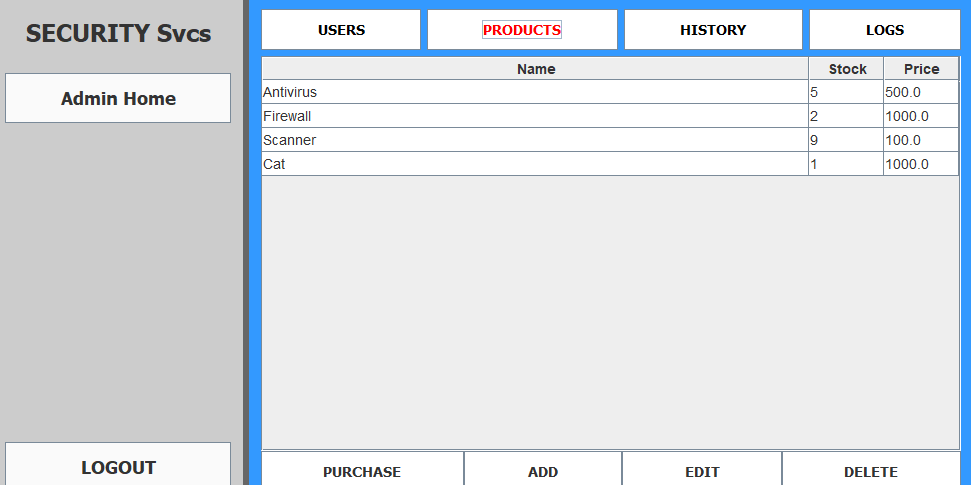 SECURITY Svcs
Admin Home
LOGOUT
USERS PRODUCTS HISTORY LOGS
Name Stock Price
Antivirus 5 500.0
Firewall 2 1000.0
Scanner 9 100.0
Cat 1 1000.0
PURCHASE ADD EDIT DELETE